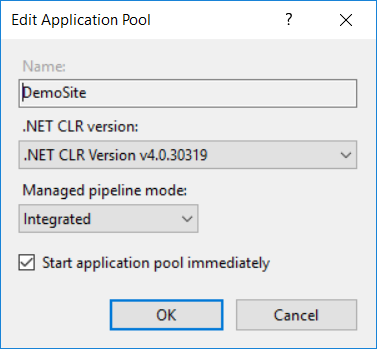 Edit Application Pool
?
Name:
DemoSite
.NET CLR version:
.NET CLR Version v4.0.30319
Managed pipeline mode:
Integrated
Start application pool immediately
OK
Cancel